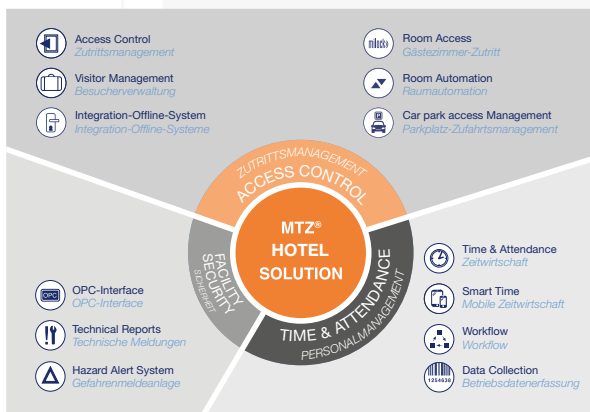 Access Control
Zutrittsmanagement
Visitor Management
Besucherverwaltung
Integration-Offline-System
Integration-Offline-Systeme
milocks
Room Access
Gästezimmer-Zutritt
Room Automation
Raumautomation
P
Car park access Management
Parkplatz-Zufahrtsmanagement
ZUTRITTSMANAGEMENT
ACCESS CONTROL
MTZ®
HOTEL
SOLUTION
FACILITY
SECURITY
SICHERHEIT
TIME & ATTENDANCE
PERSONALMANAGEMENT
OPC
OPC-Interface
OPC-Interface
Technical Reports
Technische Meldungen
Hazard Alert System
Gefahrenmeldeanlage
Time & Attendance
Zeitwirtschaft
Smart Time
Mobile Zeitwirtschaft
Workflow
Workflow
1254638
Data Collection
Betriebsdatenerfassung